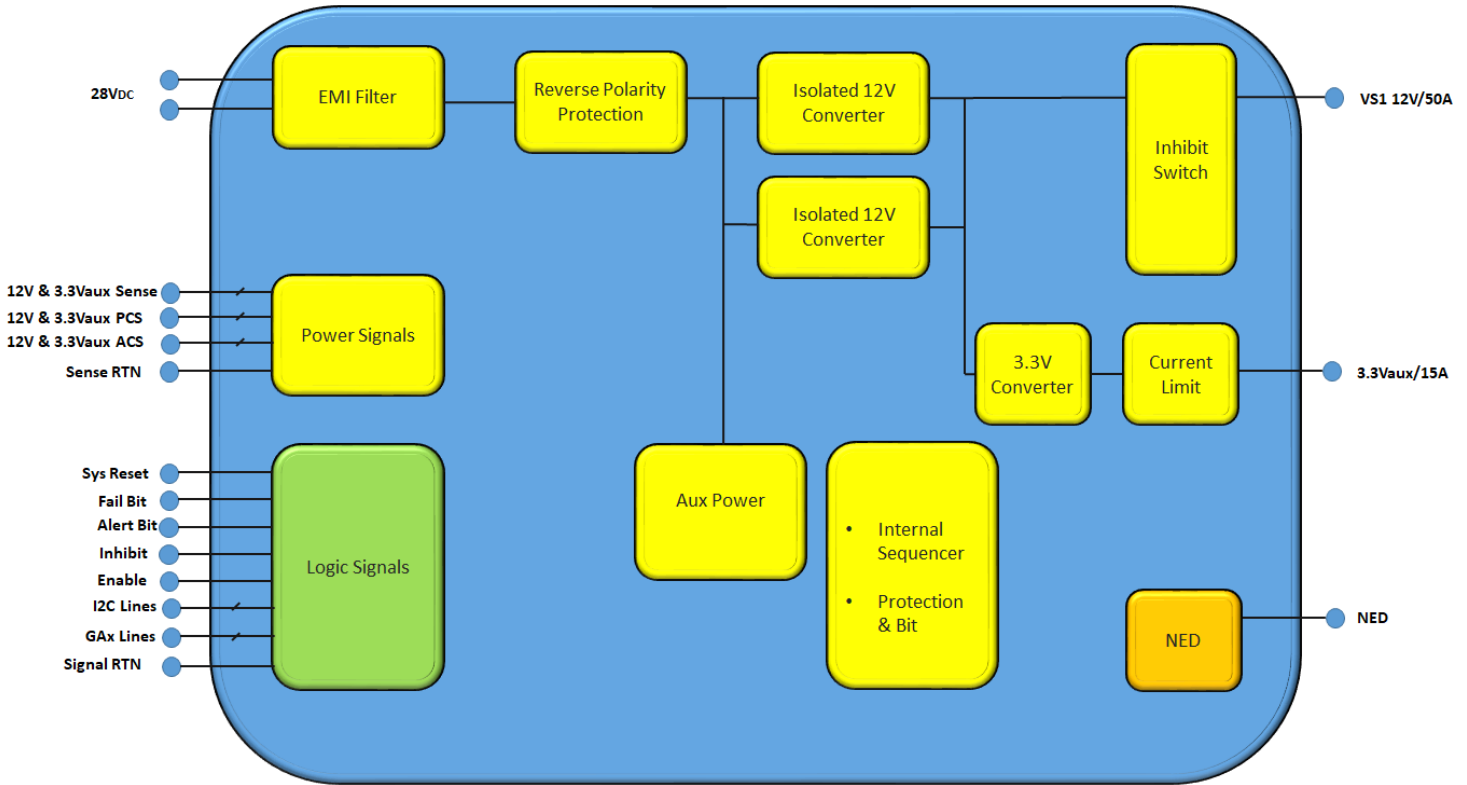 28VDC
EMI Filter
Reverse Polarity
Protection
Isolated 12V
Converter
Inhibit
Switch
VS1 12V/50A
Isolated 12V
Converter
12V & 3.3Vaux Sense
12V & 3.3Vaux PCS
12V & 3.3Vaux ACS
Sense RTN
Power Signals
3.3V
Converter
Current
Limit
3.3Vaux/15A
Sys Reset
Fail Bit
Alert Bit
Inhibit
Enable
I2C Lines
GAx Lines
Signal RTN
Logic Signals
Aux Power
• Internal
Sequencer
• Protection
& Bit
NED
NED